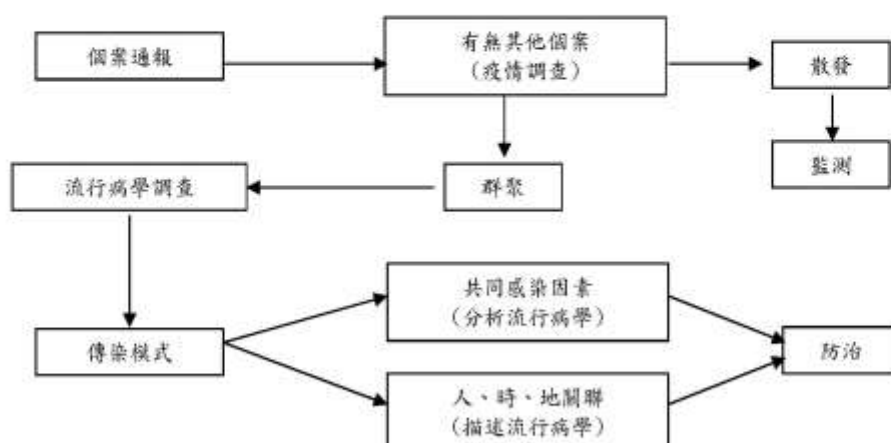 個案通報
有無其他個案
（疫情調查）
散發
監測
群聚
流行病學調查
共同感染因素
（分析流行病學）
傳染模式
防治
人、時、地關聯
（描述流行病學）